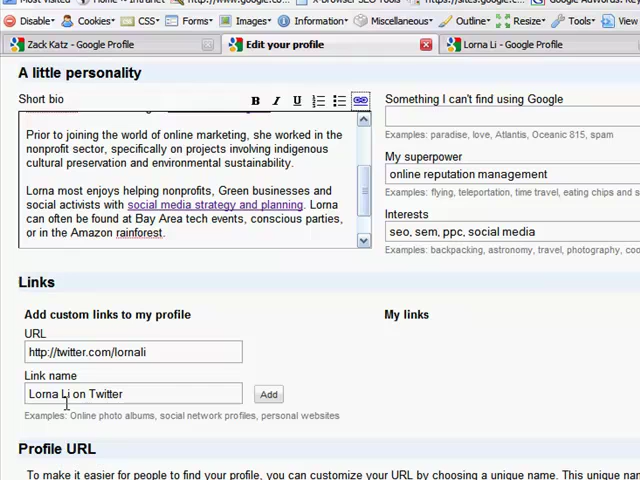 Disable Cookies CSS Forms Images Information Miscellaneous Outline Resize
Zack Katz - Google Profile Edit your profile Lorna Li - Google Profile
A little personality
Short bio B I U Something I can't find using Google
Examples: paradise, love, Atlantis, Oceanic 815, spam
Prior to joining the world of online marketing, she worked in the
nonprofit sector, specifically on projects involving indigenous
cultural preservation and environmental sustainability.
My superpower
online reputation management
Examples: flying, teleportation, time travel, eating chips and
Lorna most enjoys helping nonprofits, Green businesses and
social activists with social media strategy and planning. Lorna
can often be found at Bay Area tech events, conscious parties,
or in the Amazon rainforest.
Interests
seo, sem, ppc, social media
Examples: backpacking, astronomy, travel, photography,
Links
Add custom links to my profile My links
URL
http://twitter.com/lornali
Link name
Lorna Li on Twitter Add
Examples: Online photo albums, social network profiles, personal websites
Profile URL
To make it easier for people to find your profile, you can customize your URL by choosing a unique name. This unique